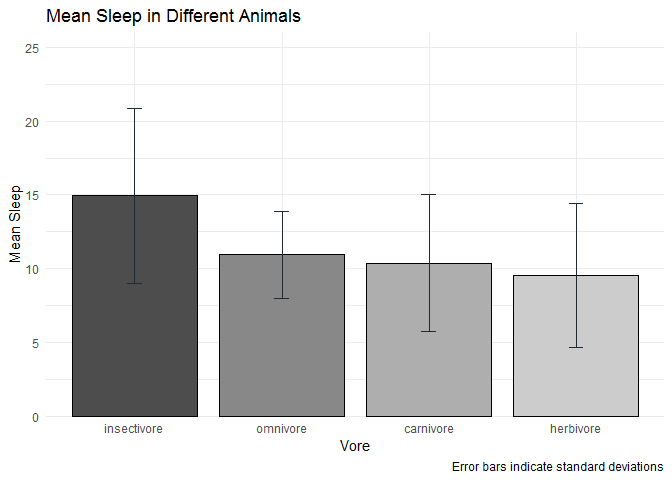 Mean Sleep in Different Animals
25
20
15
10
5
0
Mean Sleep
insectivore omnivore carnivore herbivore
Vore
Error bars indicate standard deviations